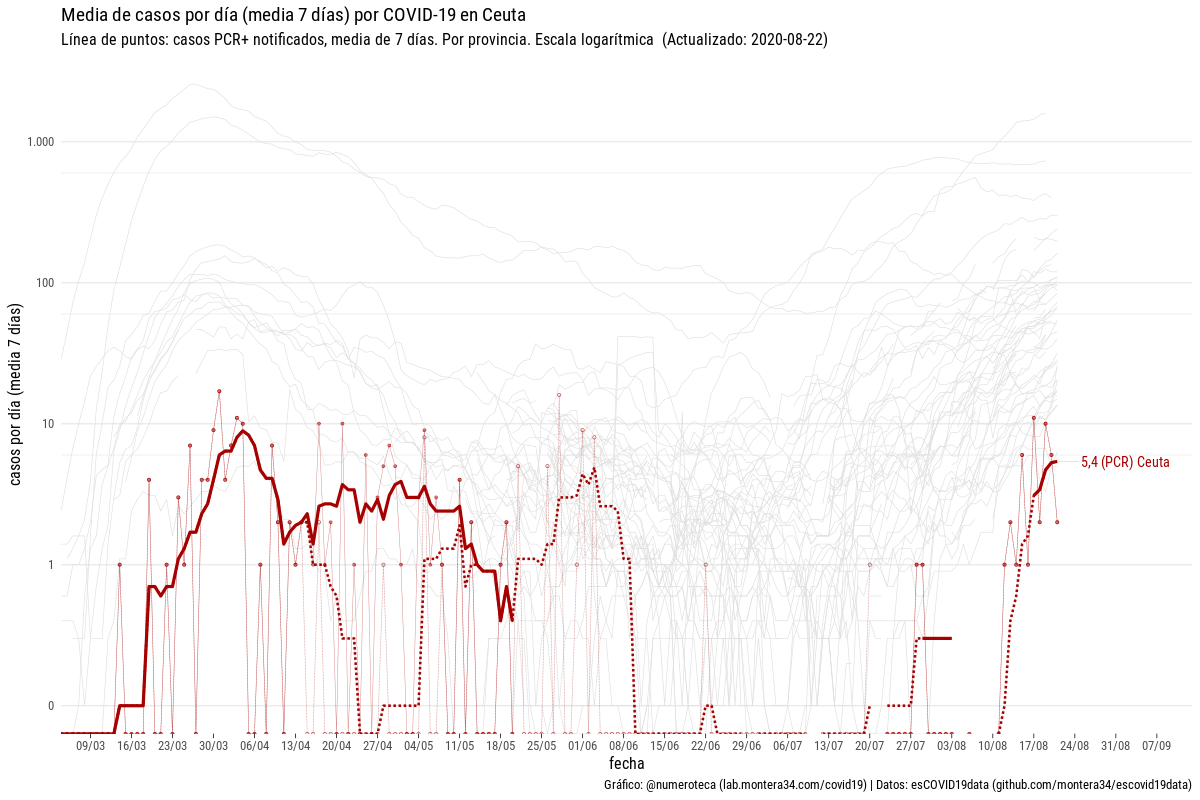 Media de casos por día (media 7 días) por COVID-19 en Ceuta
Línea de puntos: casos PCR+ notificados, media de 7 días. Por provincia. Escala logarítmica (Actualizado: 2020-08-22)
casos por día (media 7 días)
1.000
100
10
1
0
5,4 (PCR) Ceuta
09/03 16/03 23/03 30/03 06/04 13/04 20/04 27/04 04/05 11/05 18/05 25/05 01/06 08/06 15/06 22/06 29/06 06/07 13/07 20/07 27/07 03/08 10/08 17/08 24/08 31/08 07/09
fecha
Gráfico: @numeroteca (lab.montera34.com/covid19) | Datos: esCOVID19data (github.com/montera34/escovid19data)